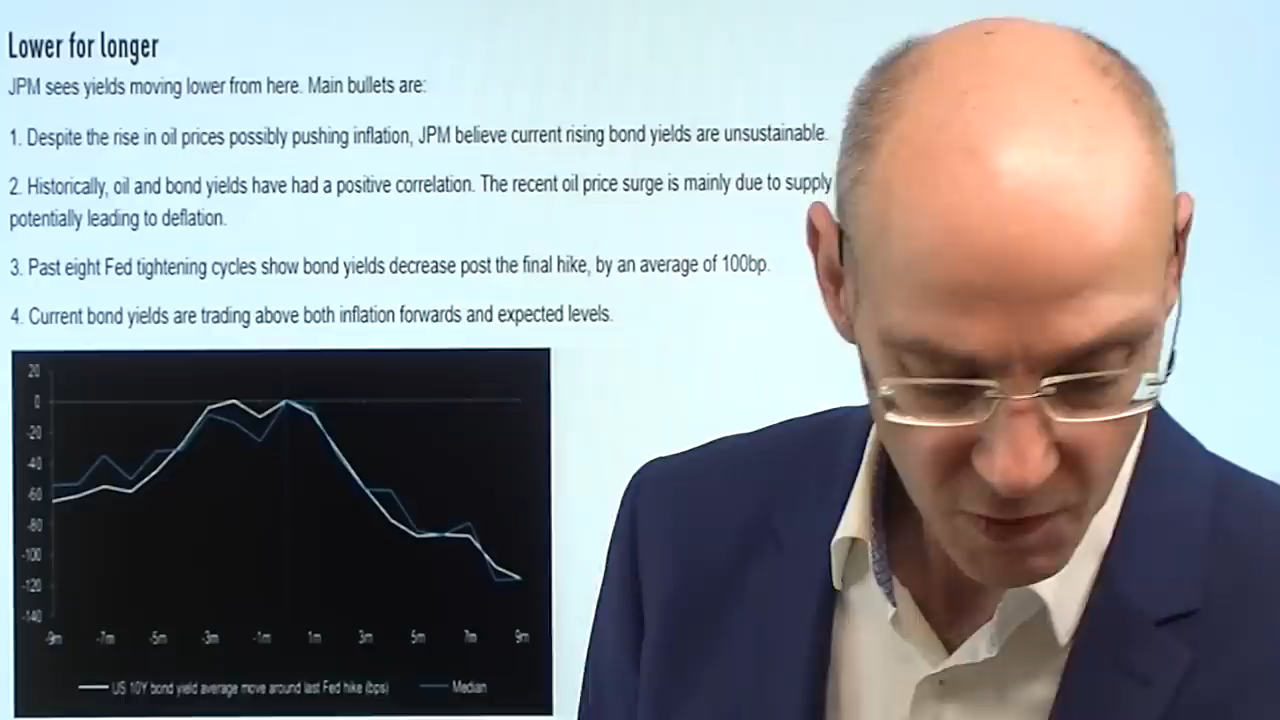 Lower for longer
JPM sees yields moving lower from here. Main bullets are:
1. Despite the rise in oil prices possibly pushing inflation, JPM believe current rising bond yields are unsustainable.
2. Historically, oil and bond yields have had a positive correlation. The recent oil price surge is mainly due to supply
potentially leading to deflation.
3. Past eight Fed tightening cycles show bond yields decrease post the final hike, by an average of 100bp.
4. Current bond yields are trading above both inflation forwards and expected levels.
20
0
-20
-40
-60
-80
-100
-120
-140
-9m -7m -5m -3m -1m 1m 3m 5m 7m 9m
US 10Y bond yield average move around last Fed hike (bps) Median